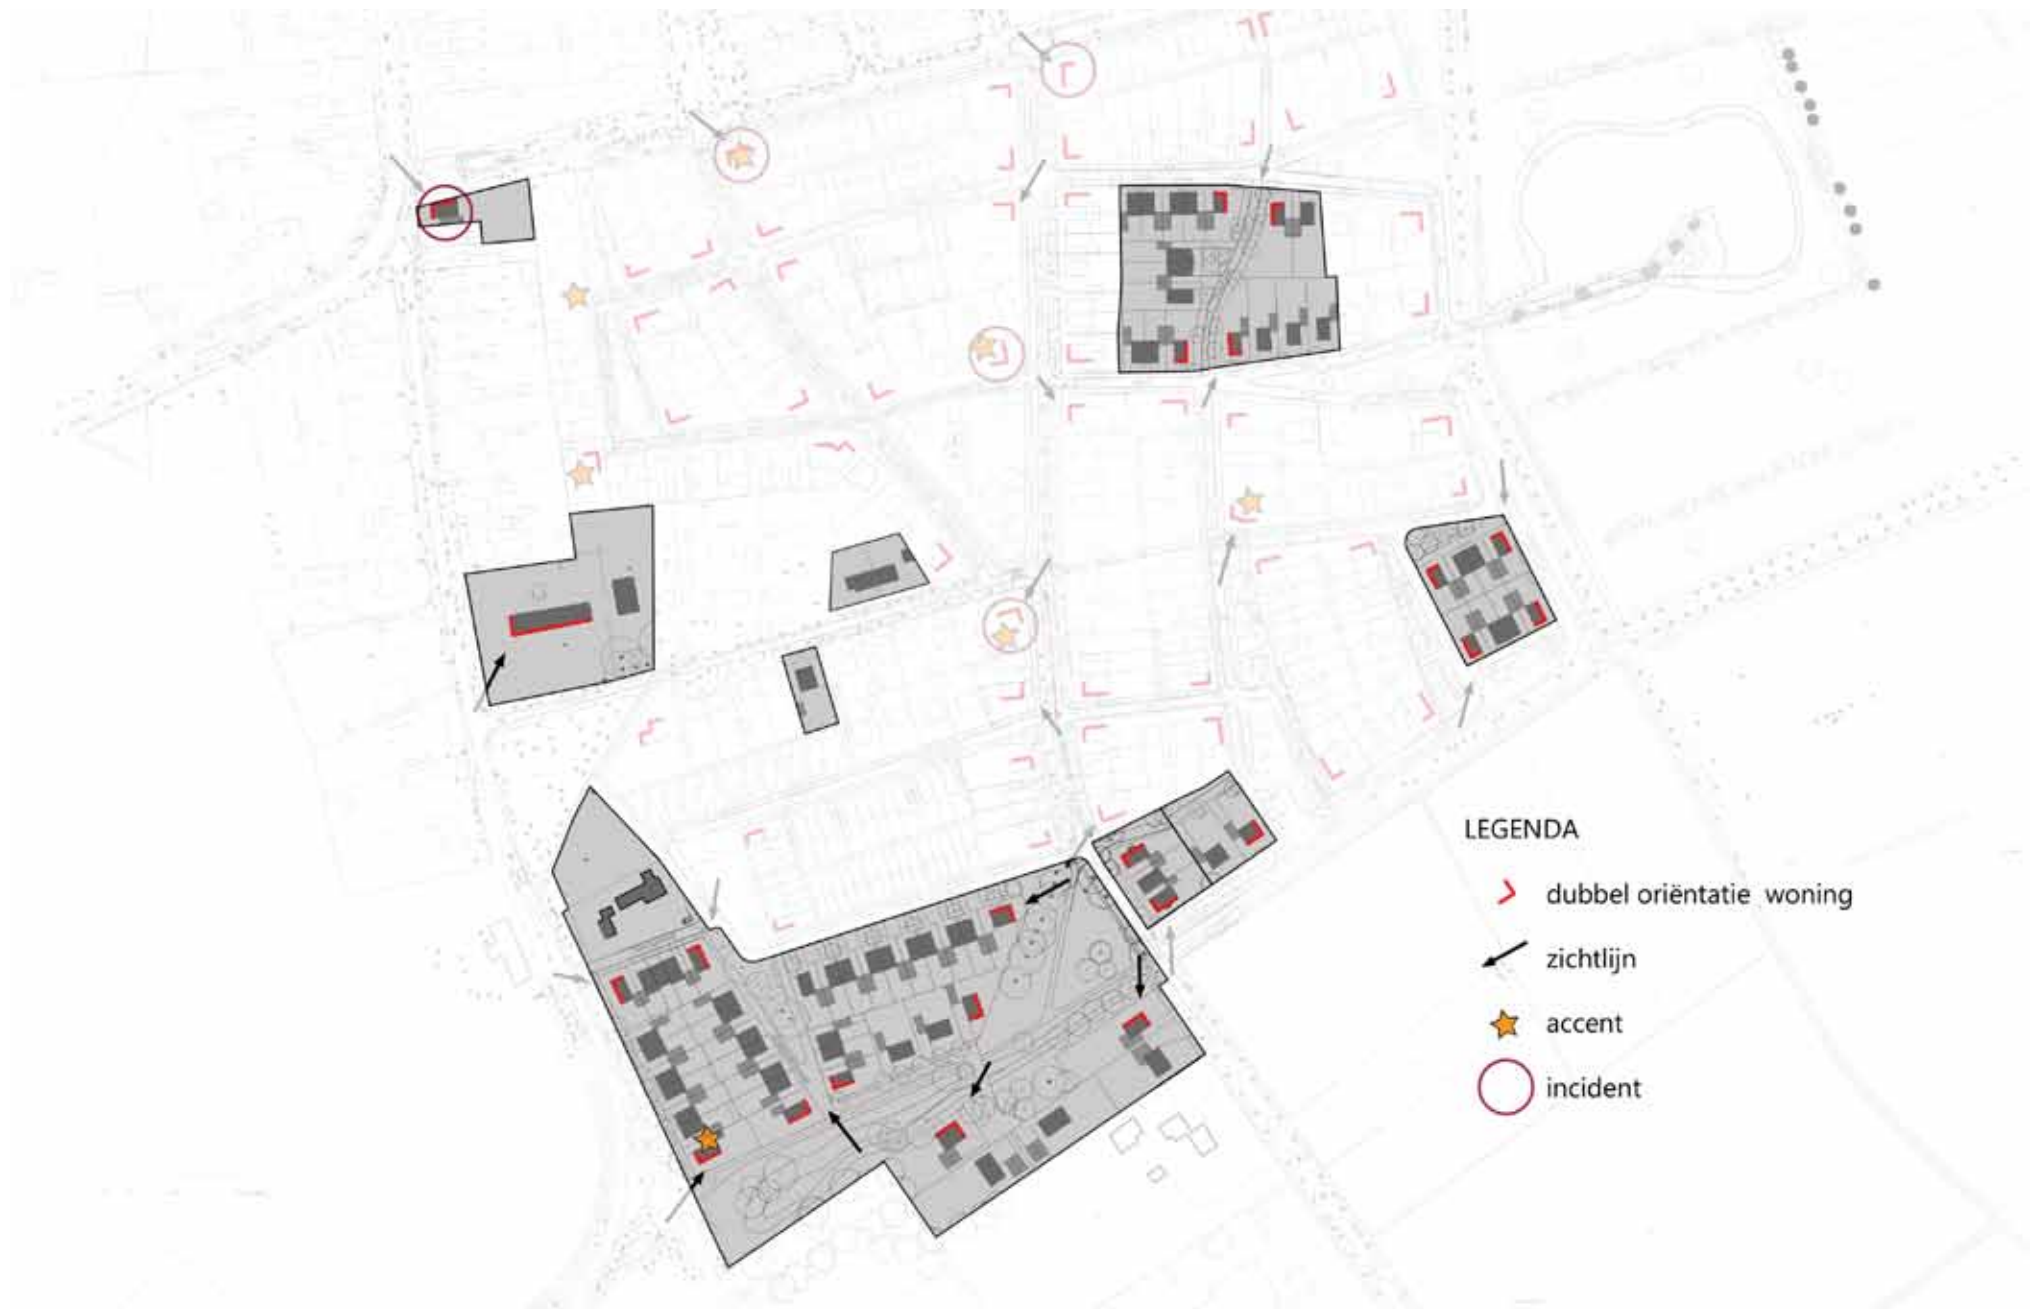 LEGENDA
dubbel oriëntatie woning
zichtlijn
accent
incident